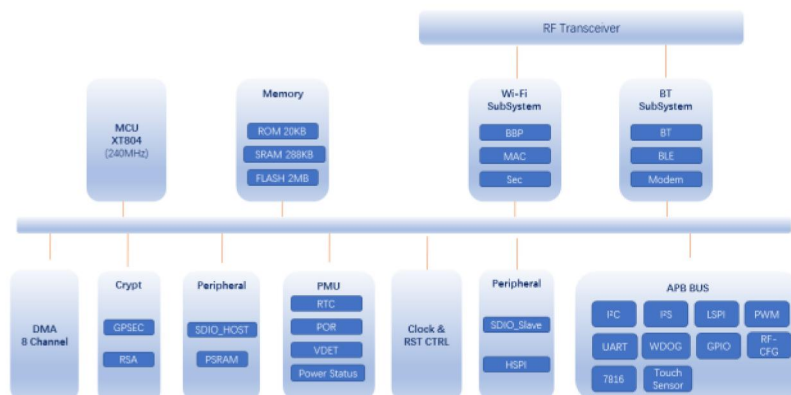 RF Transceiver
MCU
XT804
(240MHz)
Memory
ROM 20KB
SRAM 288KB
FLASH 2MB
Wi-Fi
SubSystem
BBP
MAC
Sec
BT
SubSystem
BT
BLE
Modem
DMA
8 Channel
Crypt
GPSEC
RSA
Peripheral
SDIO_HOST
PSRAM
PMU
RTC
POR
VDET
Power Status
Clock &
RST CTRL
Peripheral
SDIO_Slave
HSPI
APB BUS
I²C
I²S
LSPI
PWM
UART
WDOG
GPIO
RF-
CFG
7816
Touch
Sensor